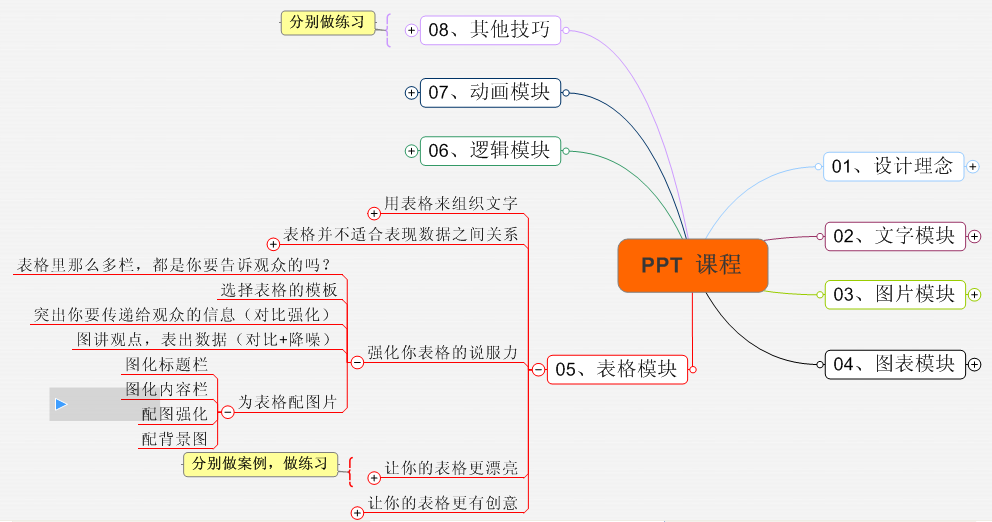 分别做练习
08、其他技巧
07、动画模块
06、逻辑模块
01、设计理念
02、文字模块
03、图片模块
04、图表模块
PPT 课程
05、表格模块
用表格来组织文字
表格并不适合表现数据之间关系
表格里那么多栏，都是你要告诉观众的吗？
选择表格的模板
突出你要传递给观众的信息（对比强化）
图讲观点，表出数据（对比+降噪）
强化你表格的说服力
图化标题栏
图化内容栏
为表格配图片
配图强化
配背景图
分别做案例，做练习
让你的表格更漂亮
让你的表格更有创意